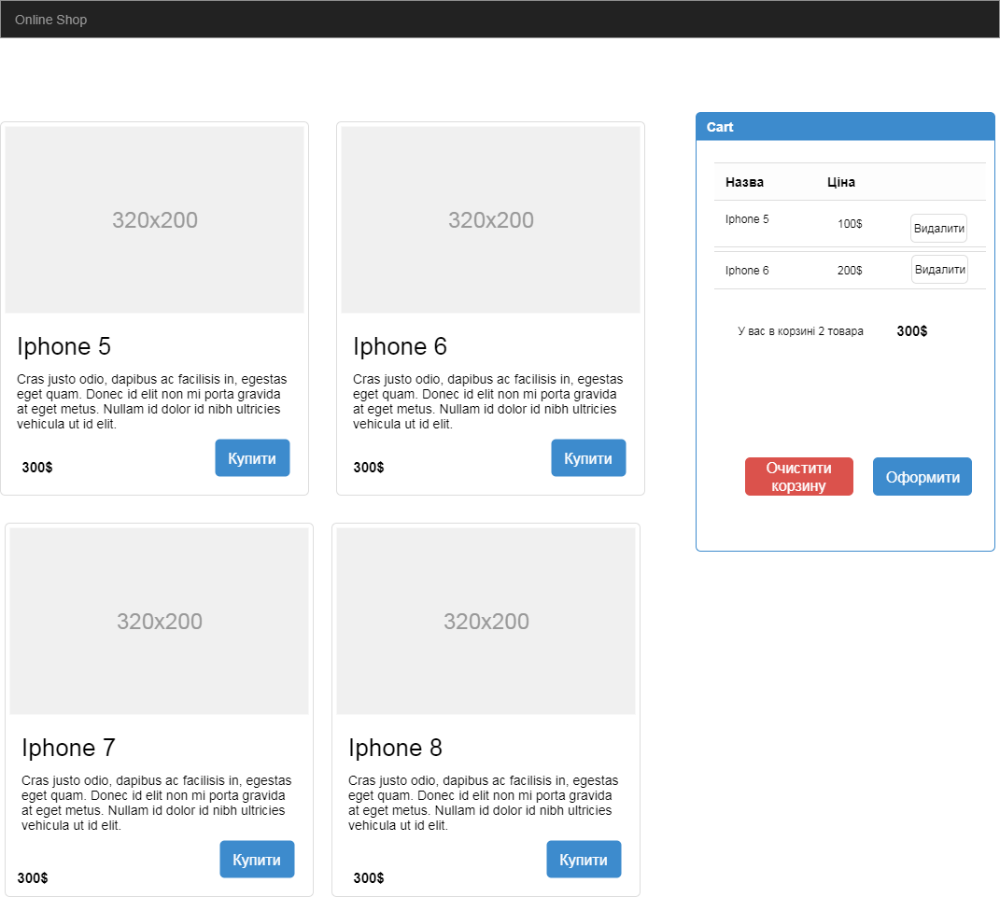 Online Shop
320x200
Iphone 5
Cras justo odio, dapibus ac facilisis in, egestas
eget quam. Donec id elit non mi porta gravida
at eget metus. Nullam id dolor id nibh ultricies
vehicula ut id elit.
300$
Купити
320x200
Iphone 6
Cras justo odio, dapibus ac facilisis in, egestas
eget quam. Donec id elit non mi porta gravida
at eget metus. Nullam id dolor id nibh ultricies
vehicula ut id elit.
300$
Купити
320x200
Iphone 7
Cras justo odio, dapibus ac facilisis in, egestas
eget quam. Donec id elit non mi porta gravida
at eget metus. Nullam id dolor id nibh ultricies
vehicula ut id elit.
300$
Купити
320x200
Iphone 8
Cras justo odio, dapibus ac facilisis in, egestas
eget quam. Donec id elit non mi porta gravida
at eget metus. Nullam id dolor id nibh ultricies
vehicula ut id elit.
300$
Купити
Cart
Назва Ціна
Iphone 5 100$ Видалити
Iphone 6 200$ Видалити
У вас в корзині 2 товара 300$
Очистити
корзину
Оформити